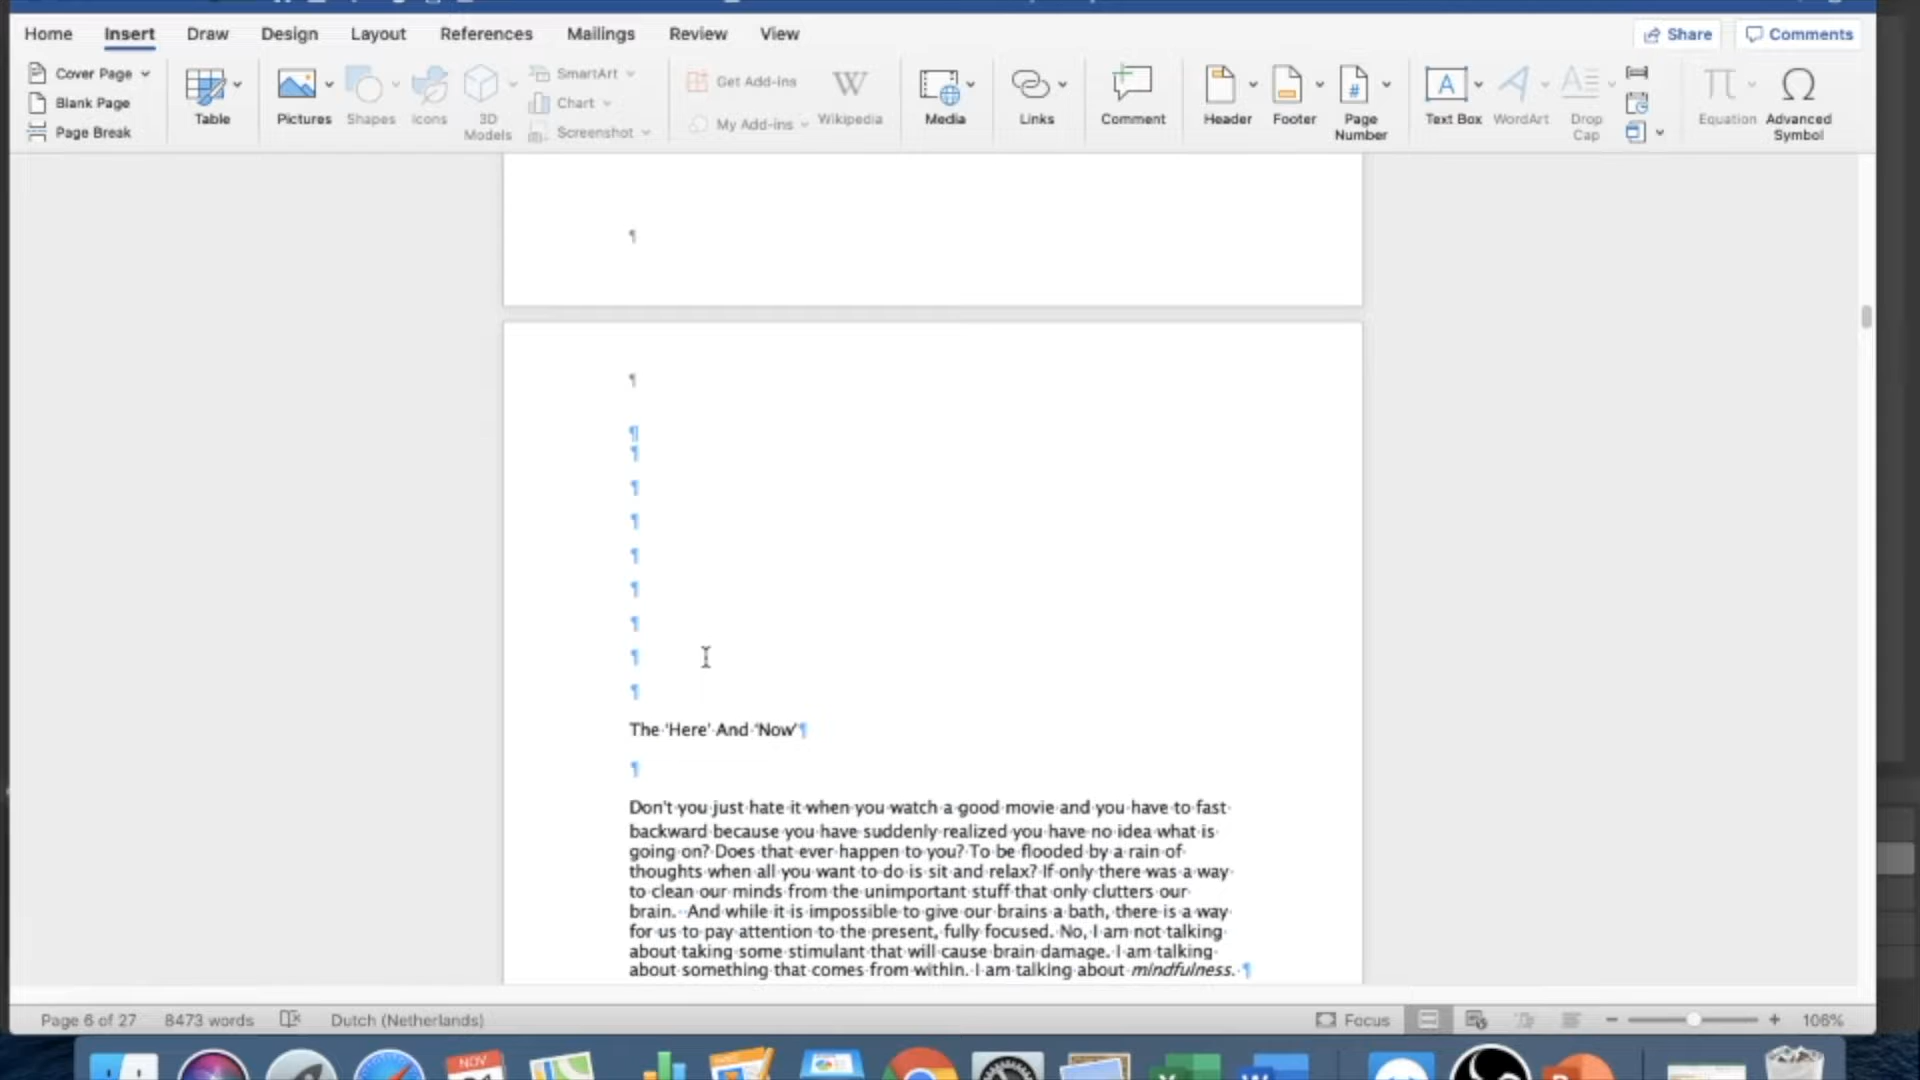 Home Insert Draw Design Layout References Mailings Review View Share Comments
Cover Page
Blank Page
Page Break
Table
Pictures
Shapes
Icons
3D
Models
SmartArt
Chart
Screenshot
Get Add-ins
My Add-ins
Wikipedia
Media
Links
Comment
Header
Footer
Page
Number
Text Box
WordArt
Drop
Cap
Equation
Advanced
Symbol
The 'Here' And 'Now'
Don't you just hate it when you watch a good movie and you have to fast
backward because you have suddenly realized you have no idea what is
going on? Does that ever happen to you? To be flooded by a rain of
thoughts when all you want to do is sit and relax? If only there was a way
to clean our minds from the unimportant stuff that only clutters our
brain. And while it is impossible to give our brains a bath, there is a way
for us to pay attention to the present, fully focused. No, I am not talking
about taking some stimulant that will cause brain damage. I am talking
about something that comes from within. I am talking about mindfulness.
Page 6 of 27 8473 words Dutch (Netherlands) Focus 106%
NOV